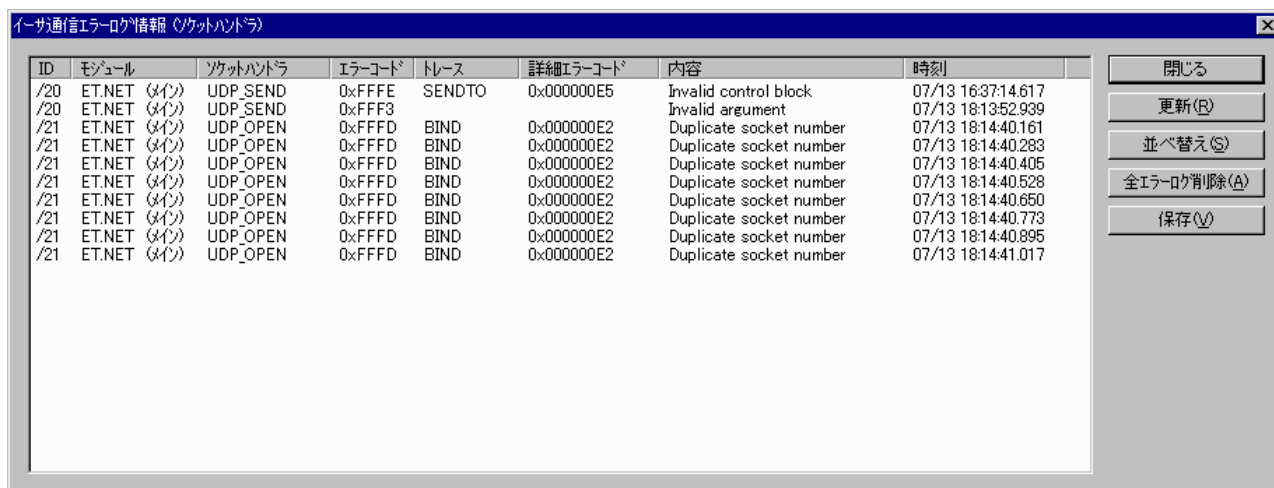 イーサ通信エラーログ情報（ソケットハンドラ）
ID モジュール ソケットハンドラ エラーコード トレース 詳細エラーコード 内容 時刻
/20 ET.NET （メイン） UDP_SEND 0xFFFE SENDTO 0x000000E5 Invalid control block 07/13 16:37:14.617
/20 ET.NET （メイン） UDP_SEND 0xFFF3 Invalid argument 07/13 18:13:52.939
/21 ET.NET （メイン） UDP_OPEN 0xFFFD BIND 0x000000E2 Duplicate socket number 07/13 18:14:40.161
/21 ET.NET （メイン） UDP_OPEN 0xFFFD BIND 0x000000E2 Duplicate socket number 07/13 18:14:40.283
/21 ET.NET （メイン） UDP_OPEN 0xFFFD BIND 0x000000E2 Duplicate socket number 07/13 18:14:40.405
/21 ET.NET （メイン） UDP_OPEN 0xFFFD BIND 0x000000E2 Duplicate socket number 07/13 18:14:40.528
/21 ET.NET （メイン） UDP_OPEN 0xFFFD BIND 0x000000E2 Duplicate socket number 07/13 18:14:40.650
/21 ET.NET （メイン） UDP_OPEN 0xFFFD BIND 0x000000E2 Duplicate socket number 07/13 18:14:40.773
/21 ET.NET （メイン） UDP_OPEN 0xFFFD BIND 0x000000E2 Duplicate socket number 07/13 18:14:40.895
/21 ET.NET （メイン） UDP_OPEN 0xFFFD BIND 0x000000E2 Duplicate socket number 07/13 18:14:41.017
閉じる
更新(R)
並べ替え(S)
全エラーログ削除(A)
保存(V)